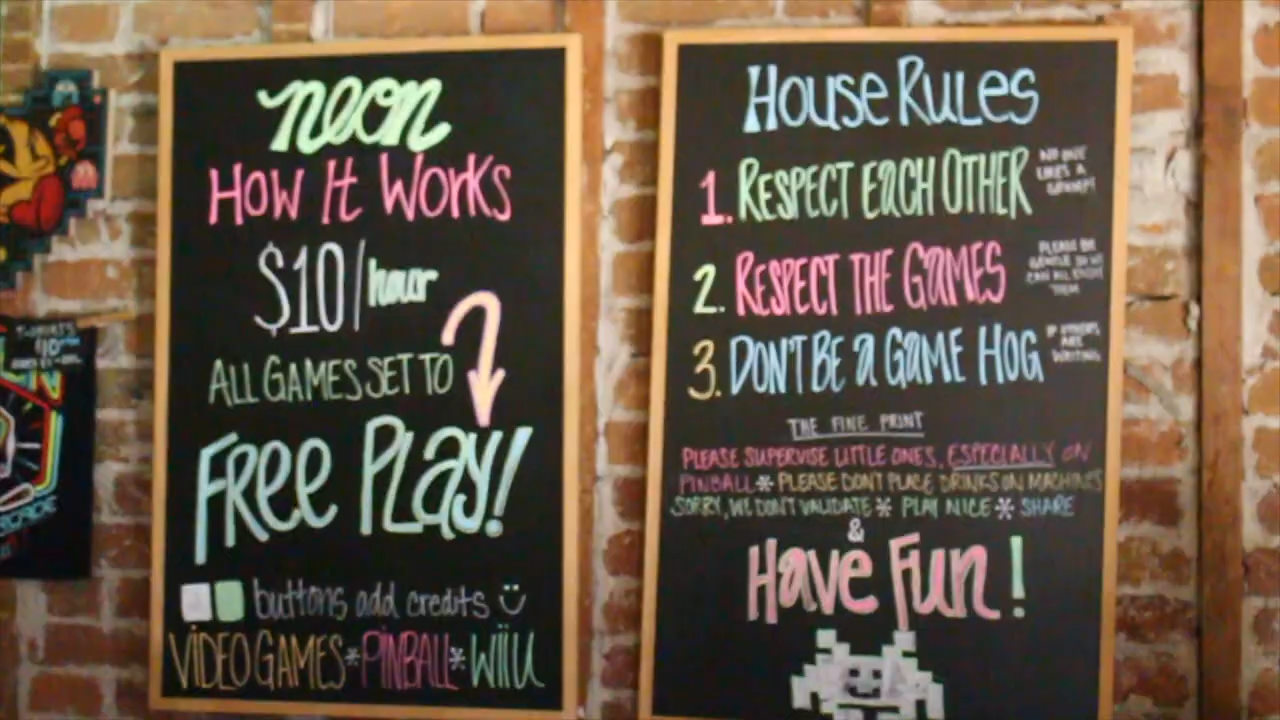 neon
How It Works
$10/hour
ALL GAMES SET TO
FREE PLAY!
buttons add credits
VIDEO GAMES*PINBALL*WII U
T-SHIRTS
House Rules
1. RESPECT EACH OTHER
NO ONE
LIKES A
GRUMP!
2. RESPECT THE GAMES
PLEASE BE
GENTLE SO WE
CAN ALL ENJOY
THEM
3. DON'T BE A GAME HOG
IF OTHERS
ARE
WAITING
THE FINE PRINT
PLEASE SUPERVISE LITTLE ONES, ESPECIALLY ON
PINBALL * PLEASE DON'T PLACE DRINKS ON MACHINES
SORRY, WE DON'T VALIDATE * PLAY NICE * SHARE
&
Have Fun!